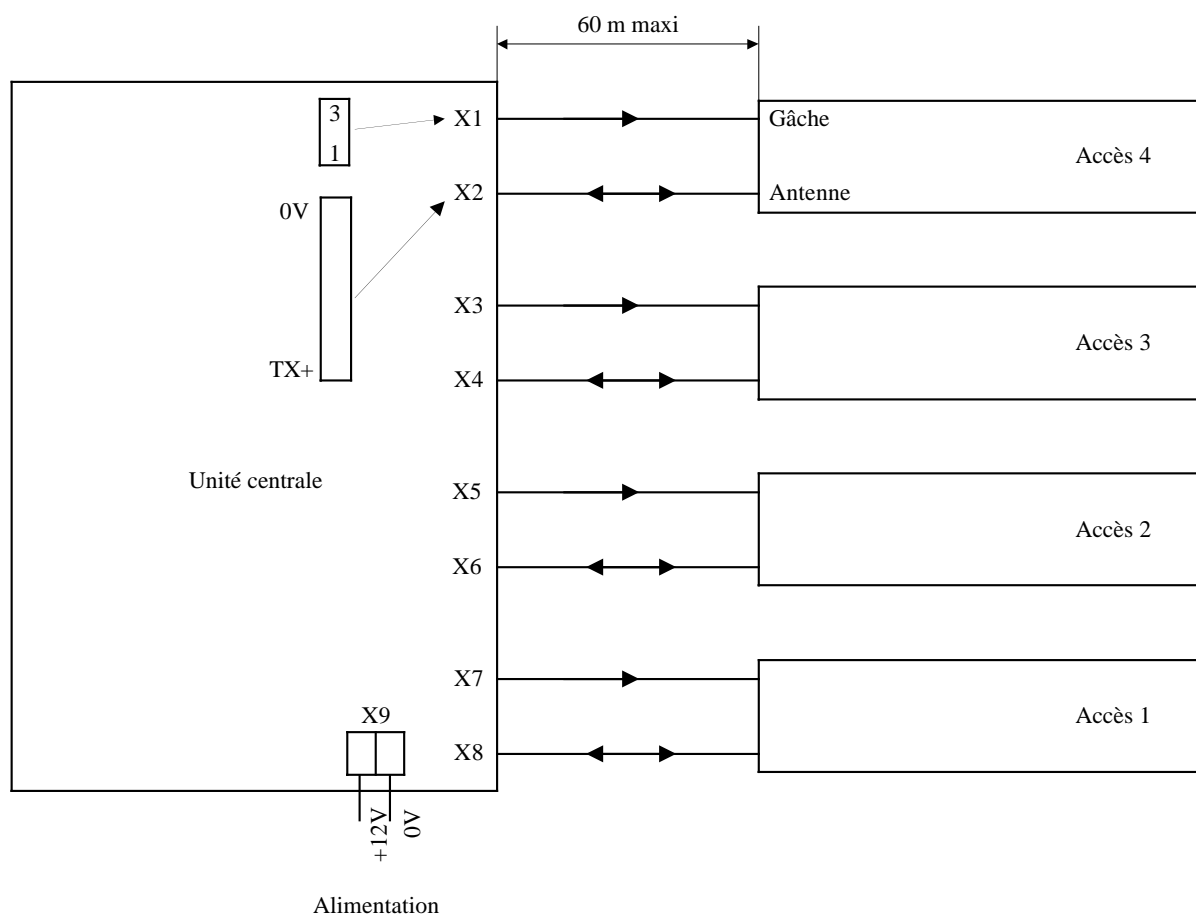 60 m maxi
3
1
X1
Gâche
Accès 4
0V
X2
Antenne
X3
Accès 3
TX+
X4
Unité centrale
X5
Accès 2
X6
X7
Accès 1
X9
X8
+12V
0V
Alimentation